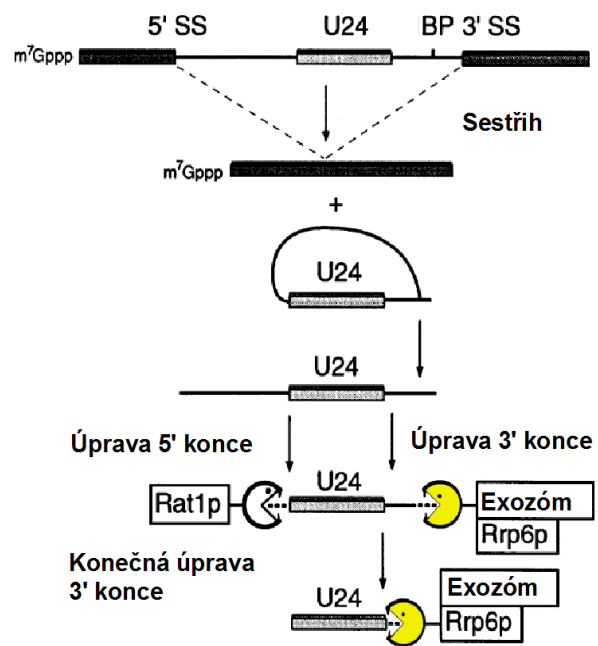 5' SS U24 BP 3' SS
m⁷Gppp
Sestřih
m⁷Gppp
+
U24
U24
Úprava 5' konce Úprava 3' konce
U24
Rat1p Exozóm
Rrp6p
Konečná úprava
3' konce
U24 Exozóm
Rrp6p